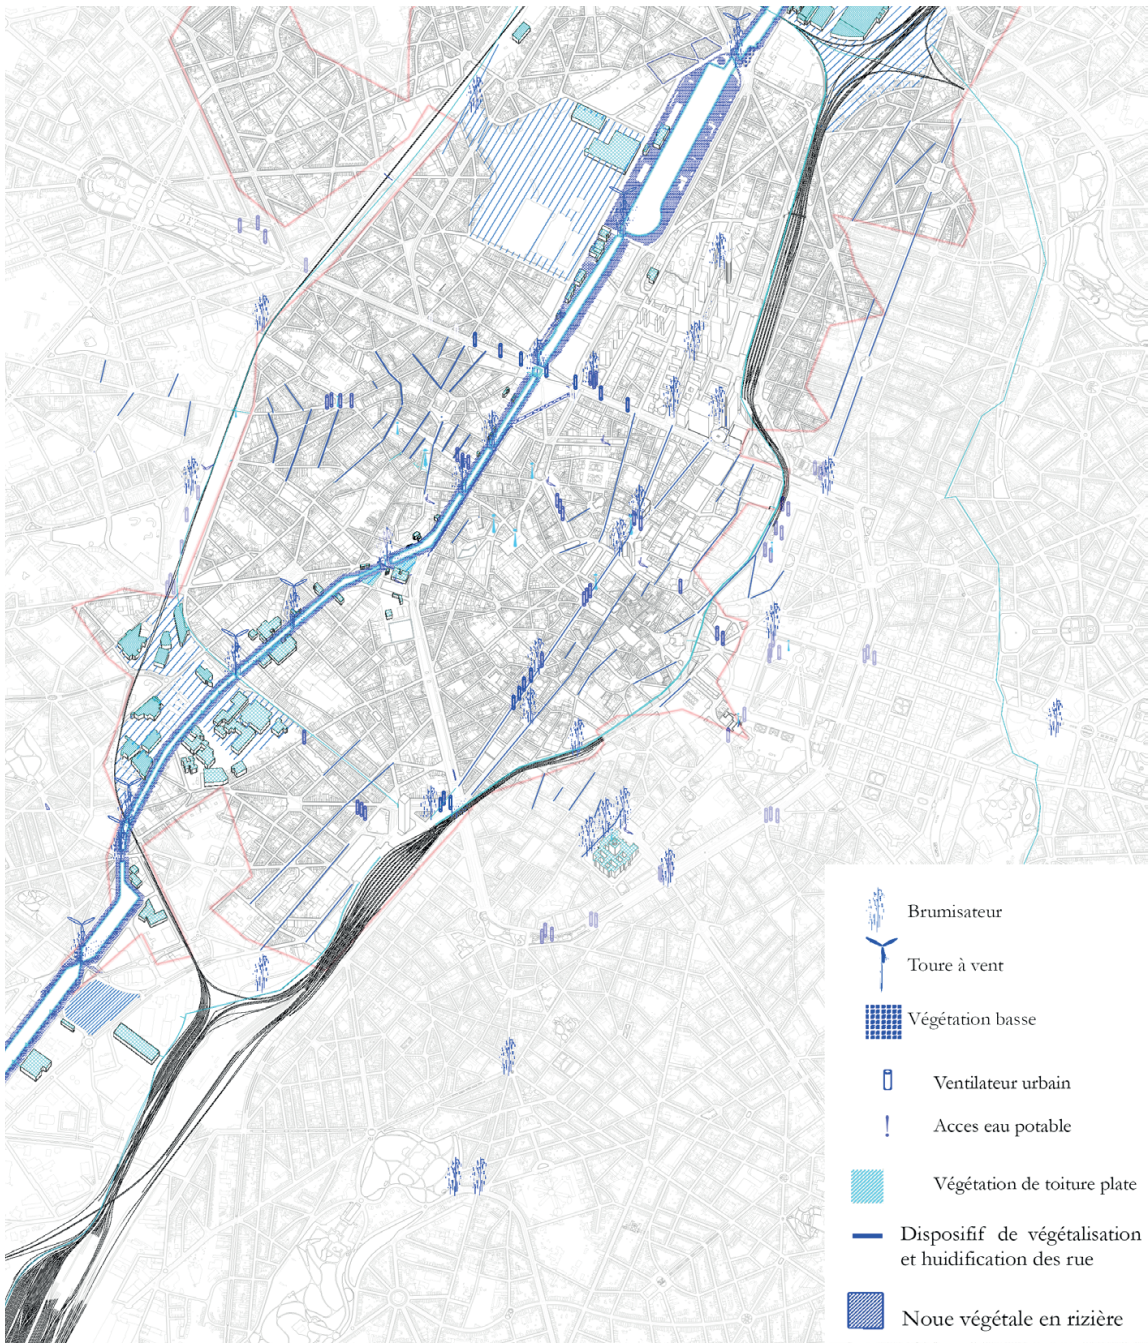 Brumisateur
Toure à vent
Végétation basse
Ventilateur urbain
Acces eau potable
Végétation de toiture plate
Dispositif de végétalisation
et huidification des rue
Noue végétale en rizière